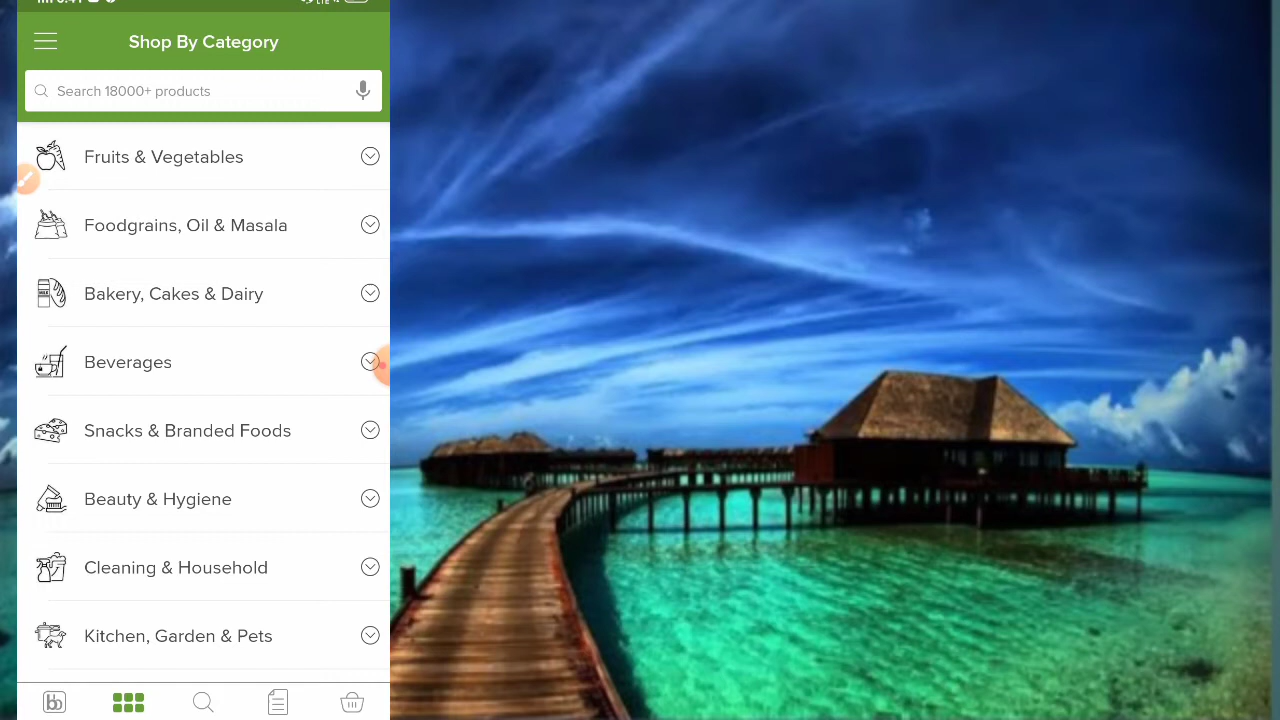 Shop By Category
Search 18000+ products
Fruits & Vegetables
Foodgrains, Oil & Masala
Bakery, Cakes & Dairy
Beverages
Snacks & Branded Foods
Beauty & Hygiene
Cleaning & Household
Kitchen, Garden & Pets
bb